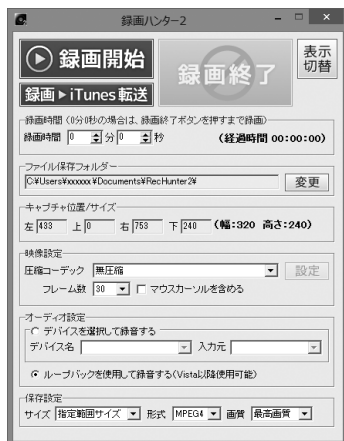 録画ハンター2
録画開始
録画終了
表示
切替
録画▶iTunes転送
録画時間 (0分0秒の場合は、録画終了ボタンを押すまで録画)
録画時間 0 分 0 秒 (経過時間 00:00:00)
ファイル保存フォルダー
C:¥Users¥xxxxxx¥Documents¥RecHunter2¥ 変更
キャプチャ位置/サイズ
左 433 上 0 右 753 下 240 (幅:320 高さ:240)
映像設定
圧縮コーデック 無圧縮 設定
フレーム数 30 マウスカーソルを含める
オーディオ設定
デバイスを選択して録音する
デバイス名 入力元
ループバックを使用して録音する(Vista以降使用可能)
保存設定
サイズ 指定範囲サイズ 形式 MPEG4 画質 最高画質